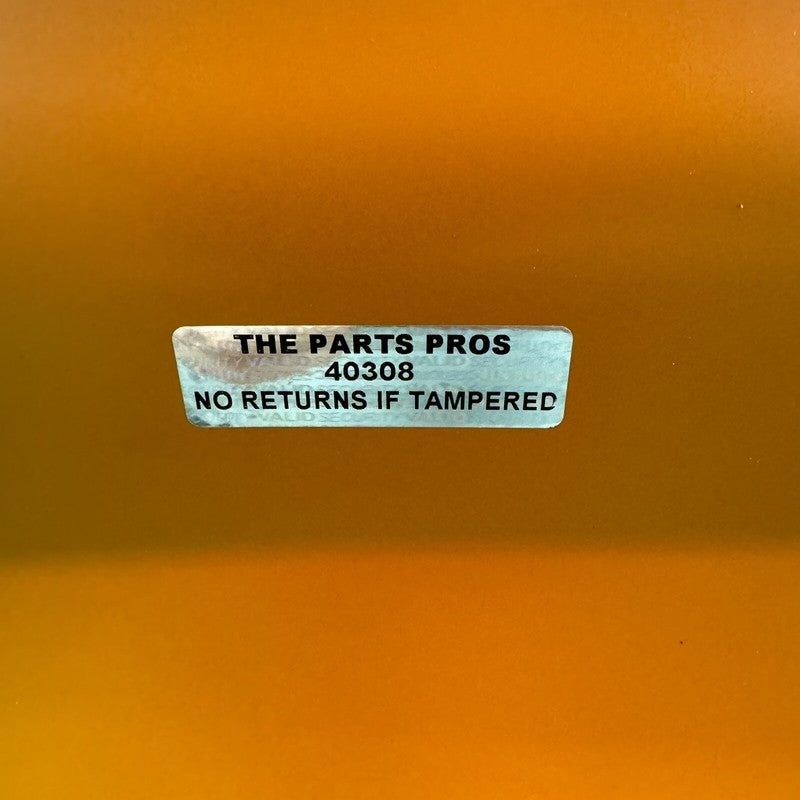 THE PARTS PROS
40308
NO RETURNS IF TAMPERED